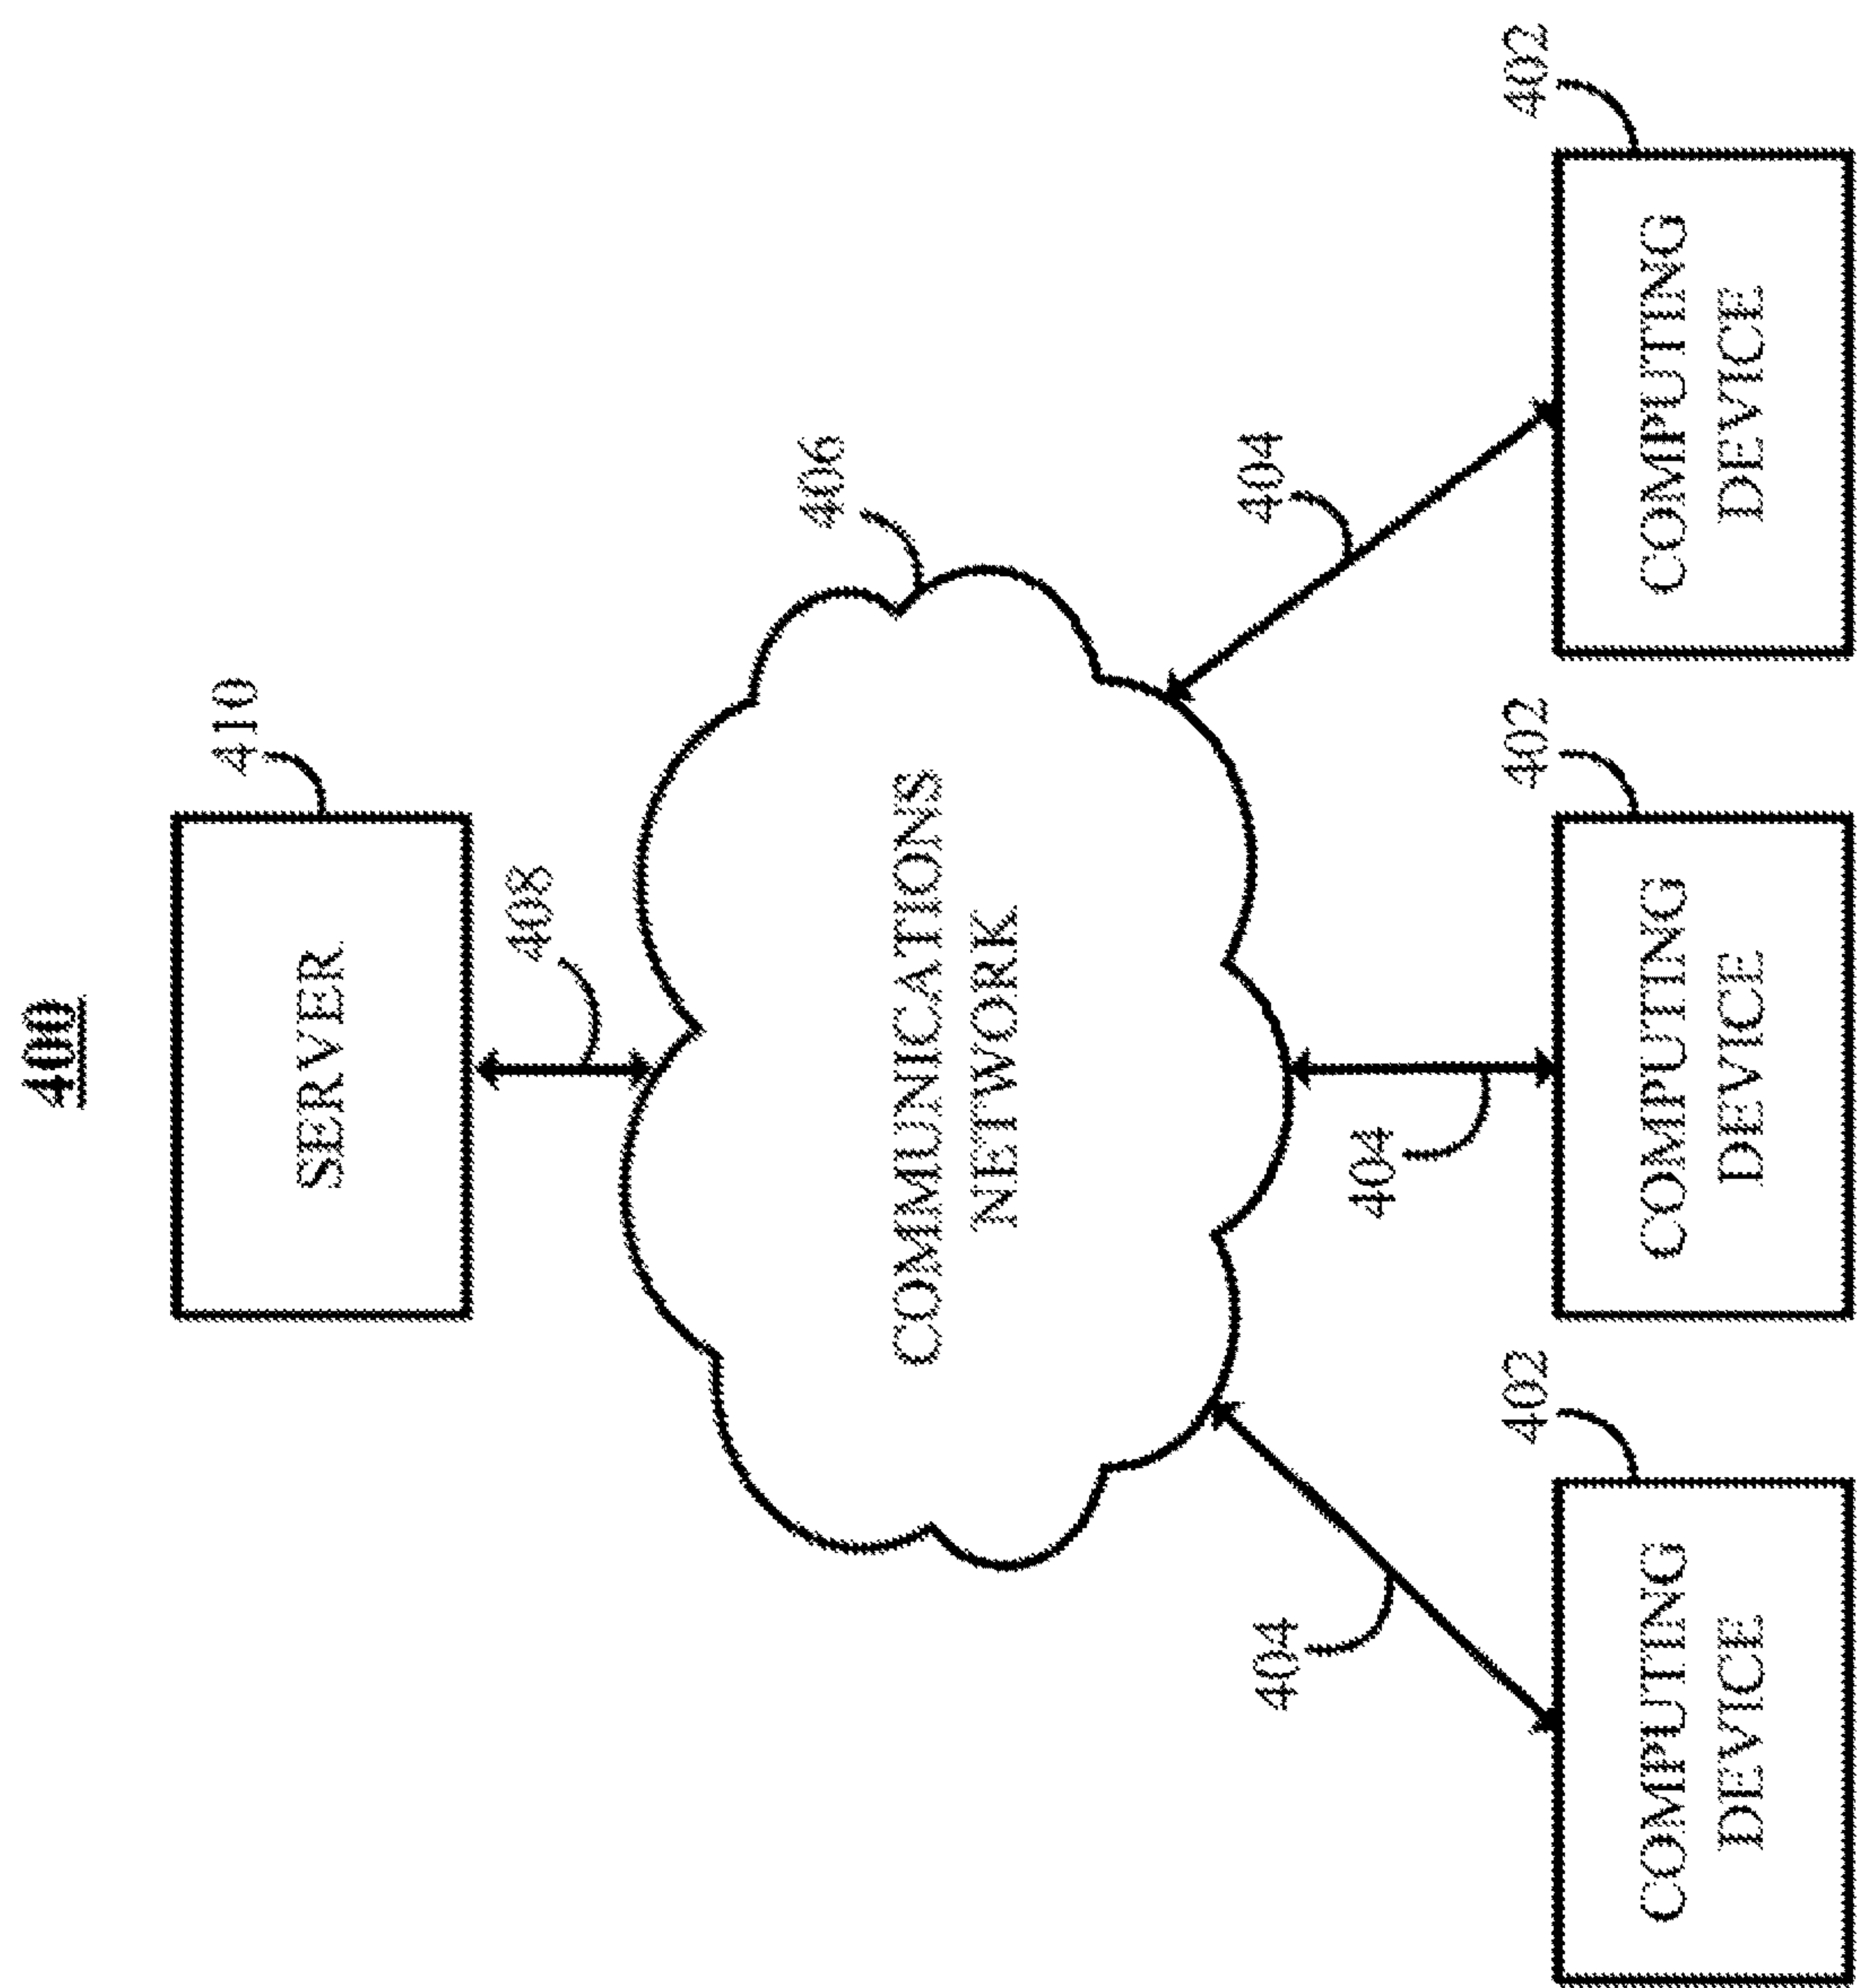 400
SERVER
410
408
406
COMMUNICATIONS
NETWORK
404
404
404
402
402
402
COMPUTING
DEVICE
COMPUTING
DEVICE
COMPUTING
DEVICE